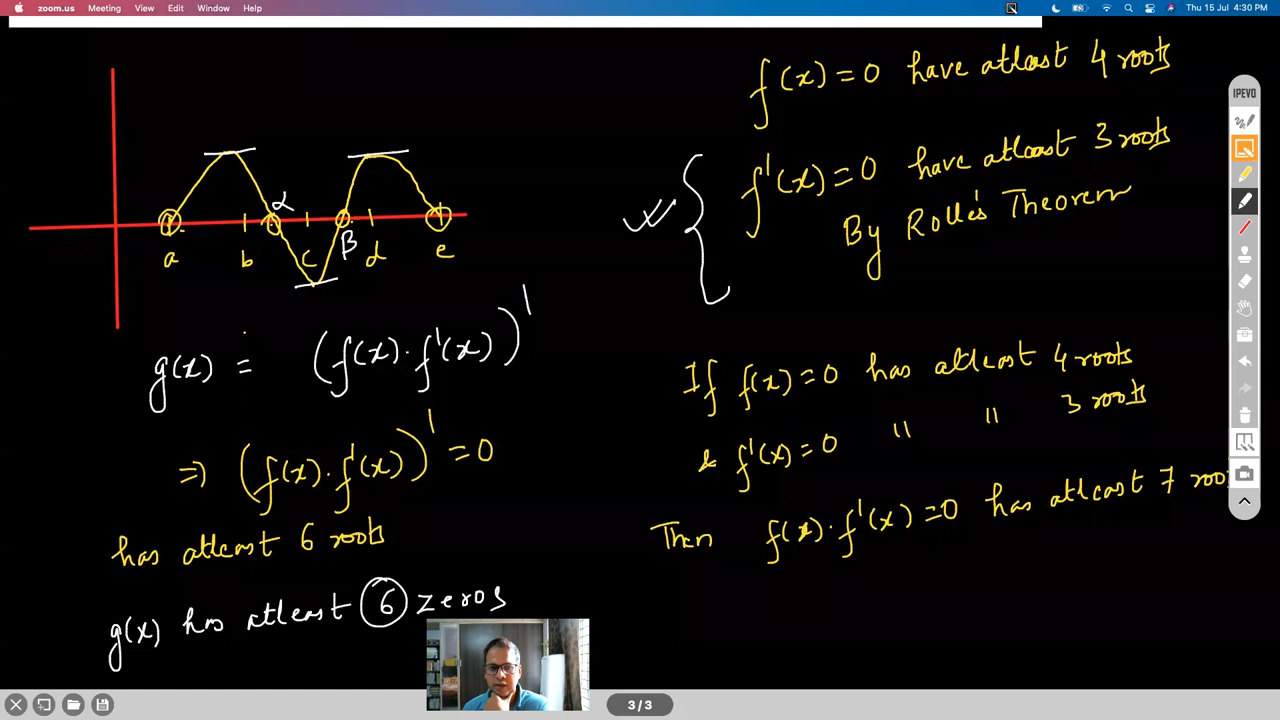 zoom.us Meeting View Edit Window Help Thu 15 Jul 4:30 PM
f(x)=0 have atleast 4 roots
f'(x)=0 have atleast 3 roots
By Rolle's Theorem
α
β
a b c d e
g(x) = (f(x)·f'(x))'
⇒ (f(x)·f'(x))' = 0
has atleast 6 roots
g(x) has atleast 6 zeros
If f(x)=0 has atleast 4 roots
& f'(x)=0 " " 3 roots
Then f(x)·f'(x)=0 has atleast 7 roo
IPEVO
3/3